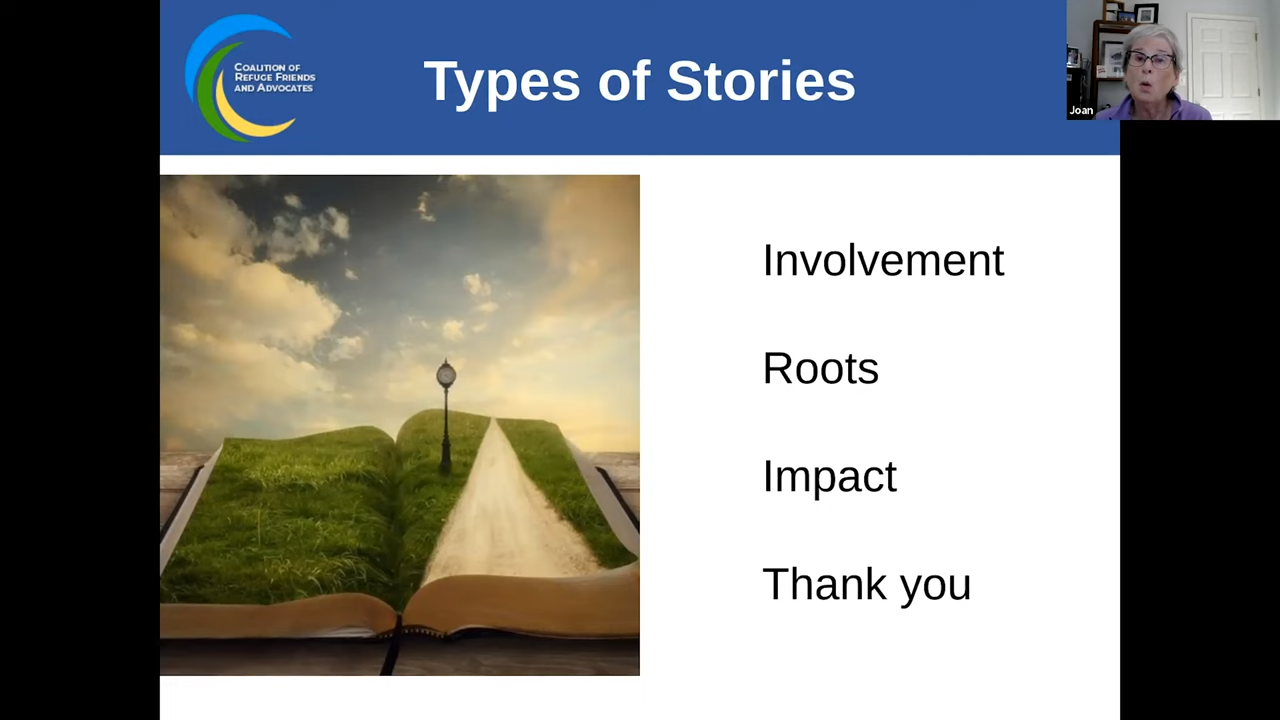 COALITION OF
REFUGE FRIENDS
AND ADVOCATES
Types of Stories
Joan
Involvement
Roots
Impact
Thank you